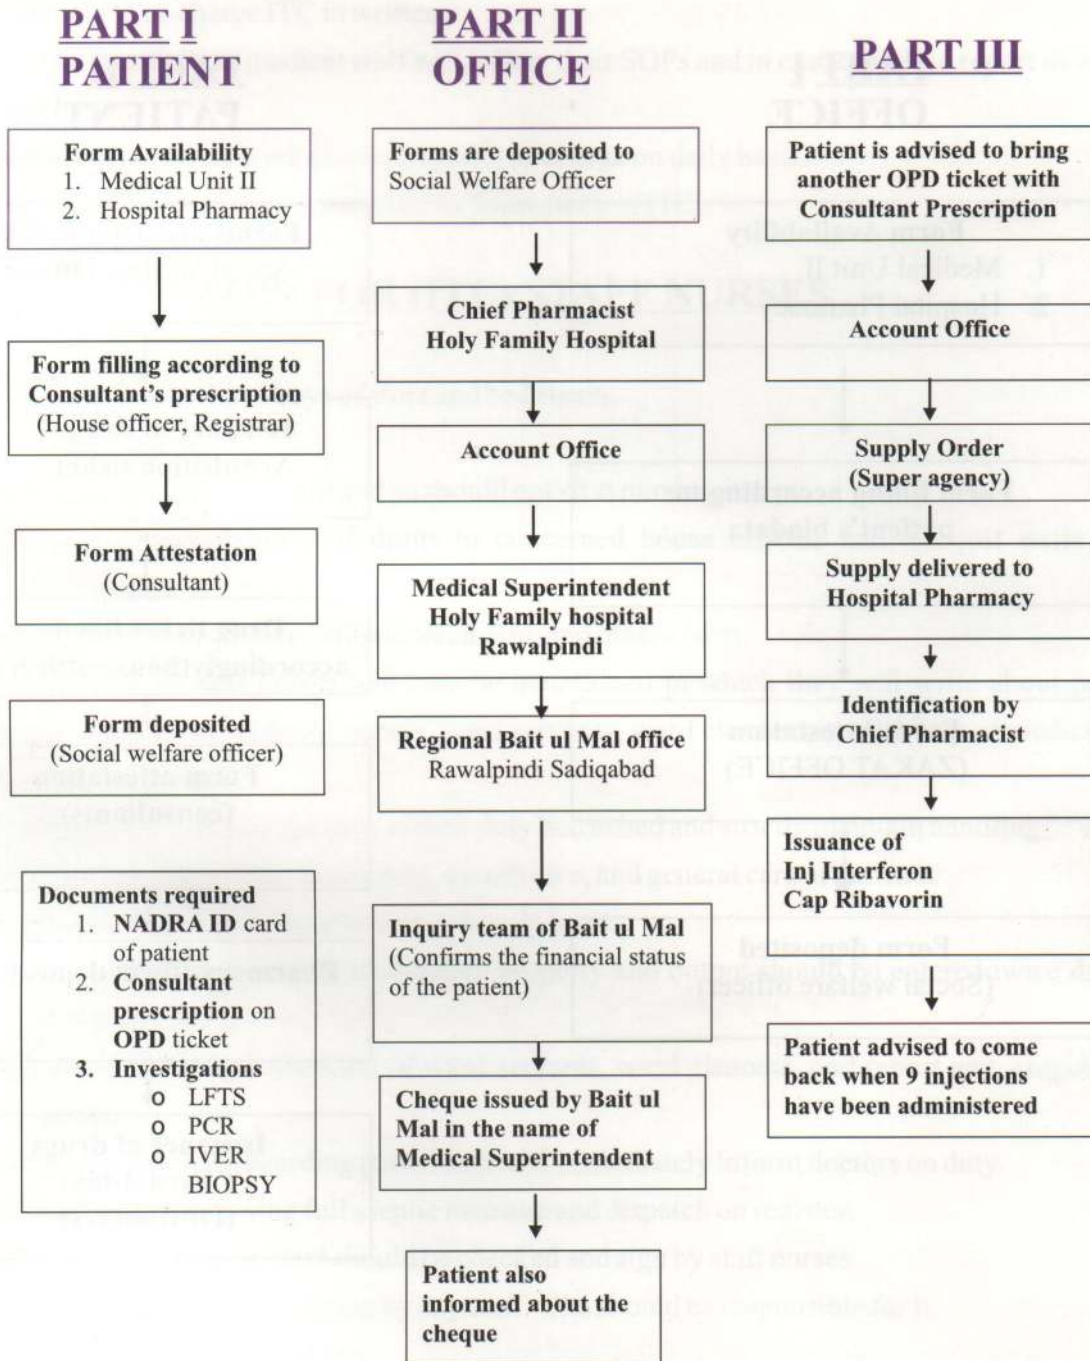 PART I
PATIENT
Form Availability
1. Medical Unit II
2. Hospital Pharmacy
Form filling according to
Consultant's prescription
(House officer, Registrar)
Form Attestation
(Consultant)
Form deposited
(Social welfare officer)
Documents required
1. NADRA ID card
of patient
2. Consultant
prescription on
OPD ticket
3. Investigations
o LFTS
o PCR
o IVER
BIOPSY
PART II
OFFICE
Forms are deposited to
Social Welfare Officer
Chief Pharmacist
Holy Family Hospital
Account Office
Medical Superintendent
Holy Family hospital
Rawalpindi
Regional Bait ul Mal office
Rawalpindi Sadiqabad
Inquiry team of Bait ul Mal
(Confirms the financial status
of the patient)
Cheque issued by Bait ul
Mal in the name of
Medical Superintendent
Patient also
informed about the
cheque
PART III
Patient is advised to bring
another OPD ticket with
Consultant Prescription
Account Office
Supply Order
(Super agency)
Supply delivered to
Hospital Pharmacy
Identification by
Chief Pharmacist
Issuance of
Inj Interferon
Cap Ribavorin
Patient advised to come
back when 9 injections
have been administered